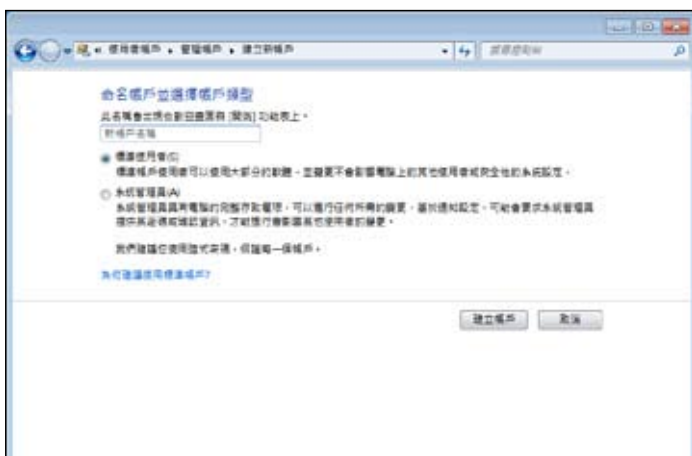 使用者帳戶 ▸ 管理帳戶 ▸ 建立新帳戶
搜尋控制台
命名帳戶並選擇帳戶類型
此名稱會出現在歡迎畫面與 [開始] 功能表上。
新帳戶名稱
標準使用者(S)
標準帳戶使用者可以使用大部分的軟體，並變更不會影響電腦上的其他使用者或安全性的系統設定。
系統管理員(A)
系統管理員具有電腦的完整存取權限，可以進行任何所需的變更。基於通知設定，可能會要求系統管理員
提供其密碼或確認資訊，才能進行會影響其他使用者的變更。
我們建議您使用強式密碼，保護每一個帳戶。
為何建議使用標準帳戶?
建立帳戶
取消